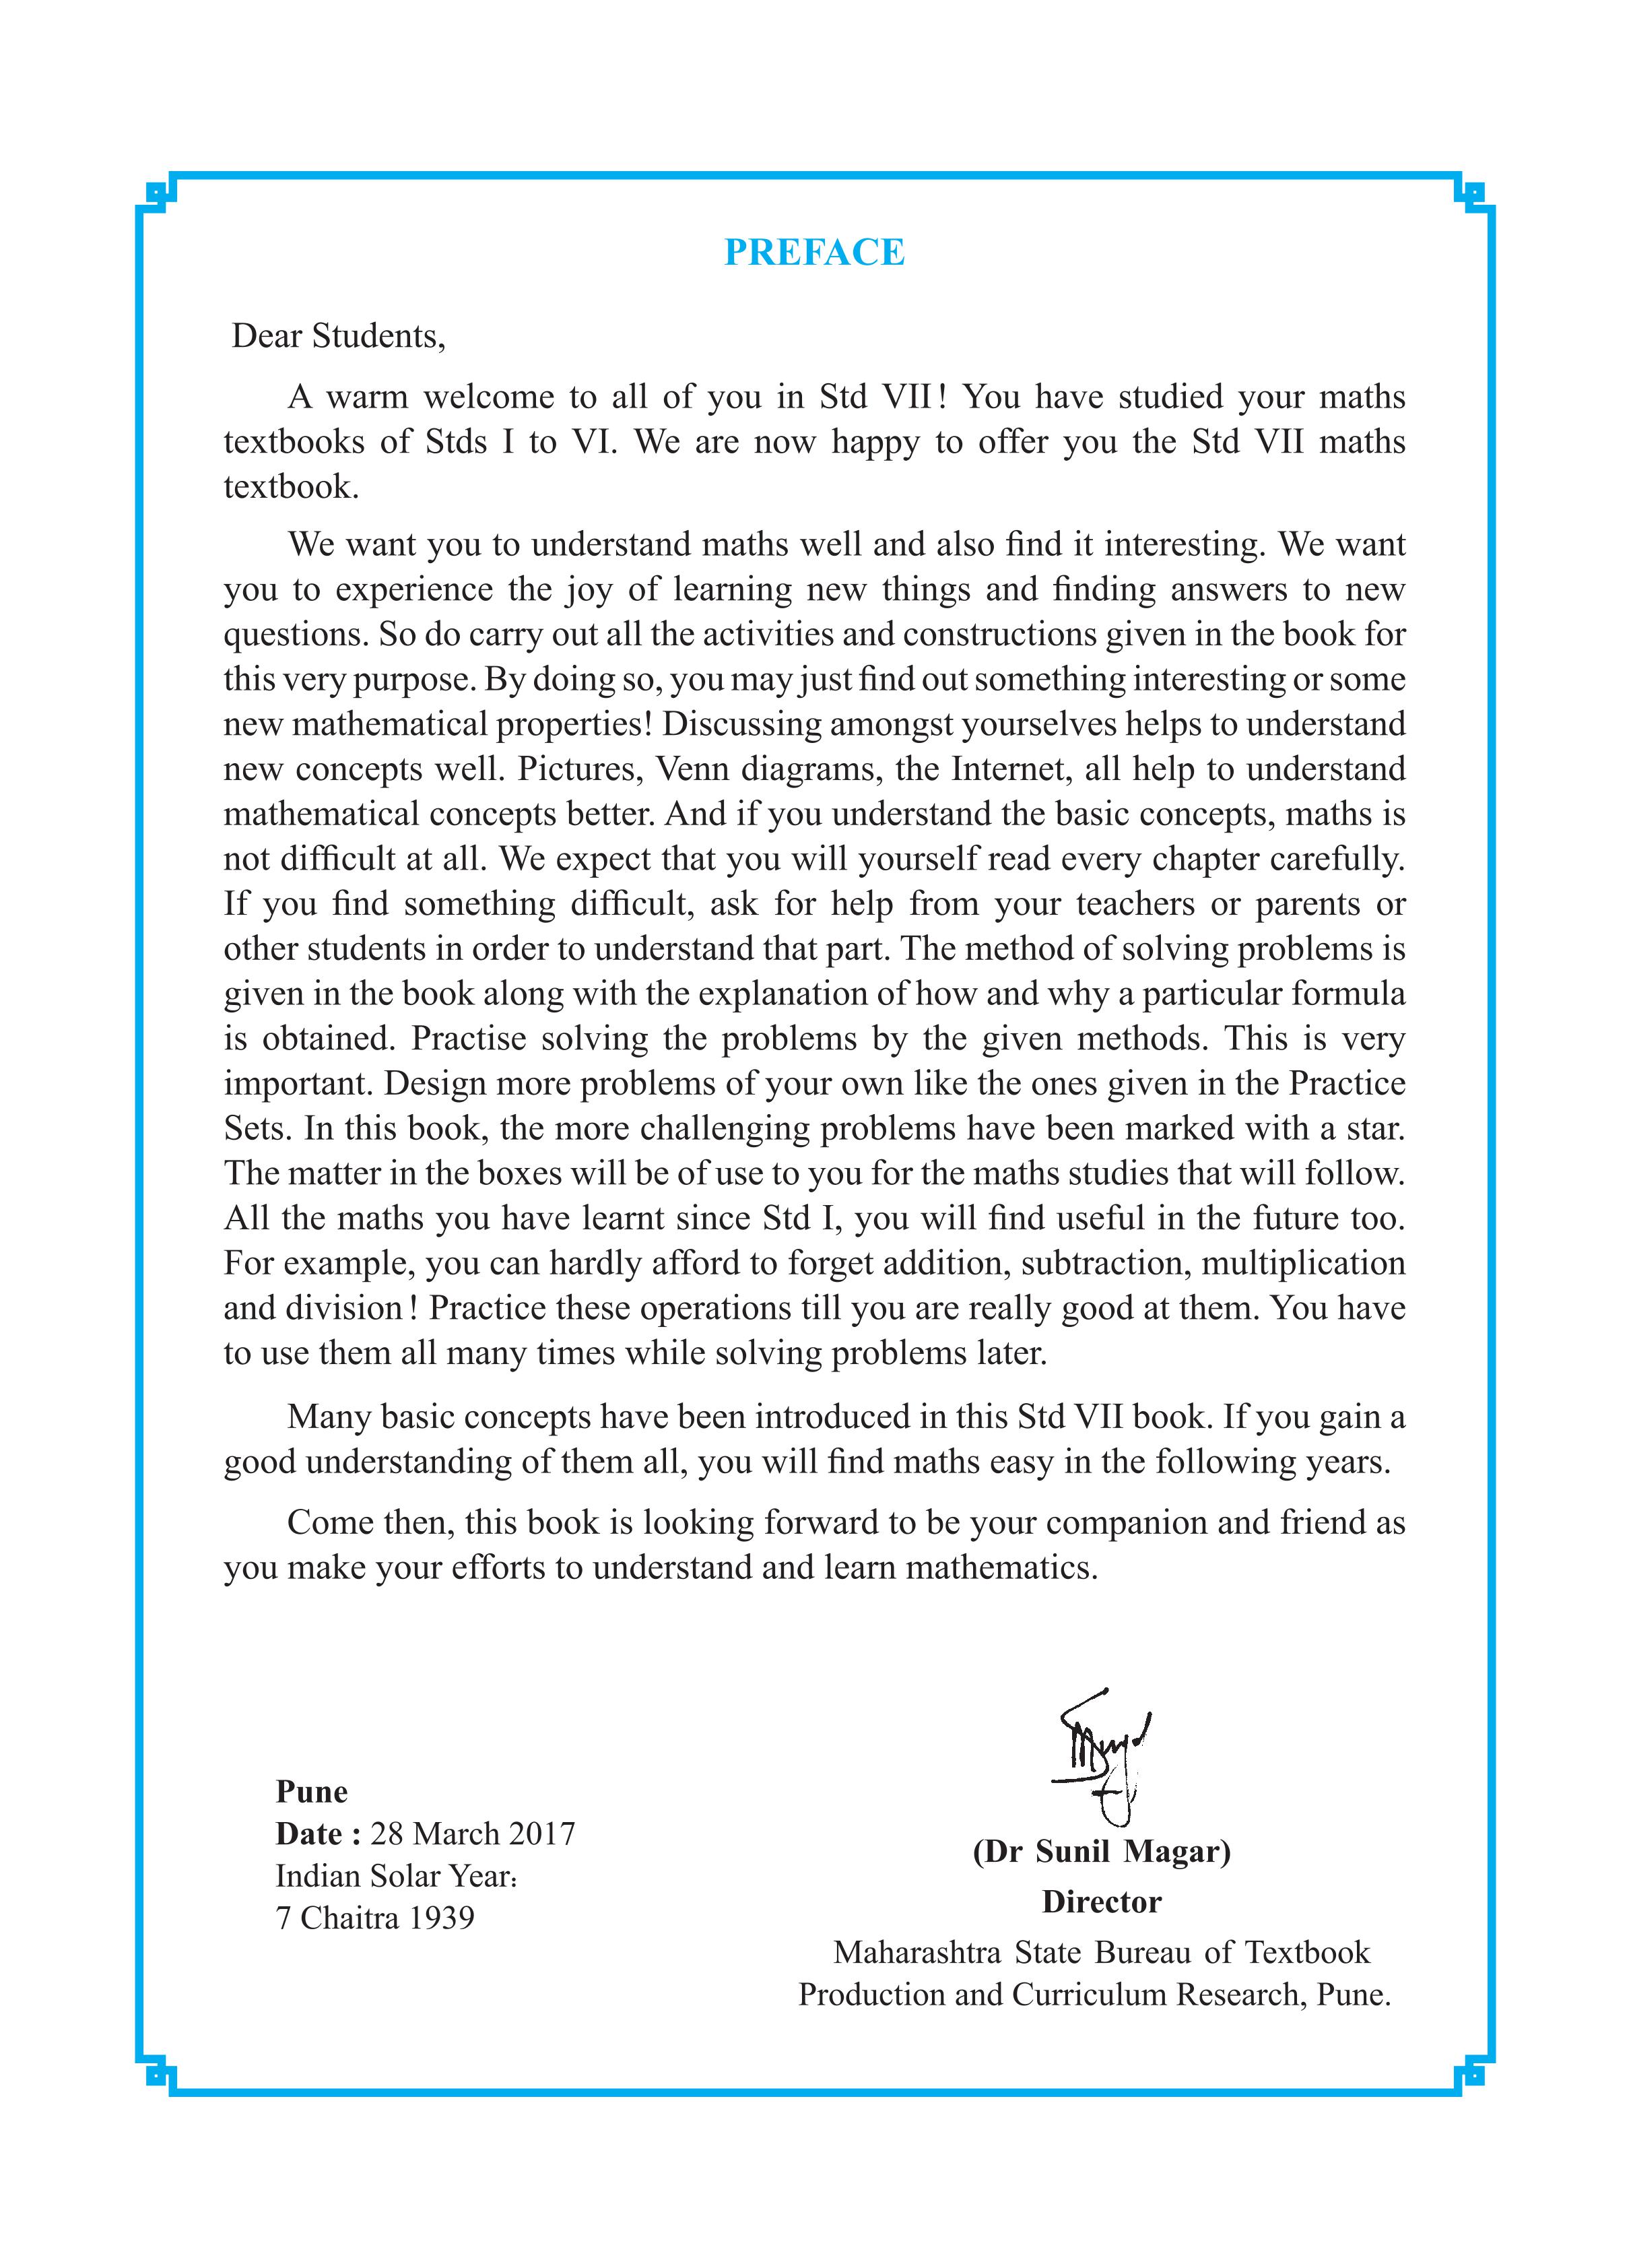 PREFACE
Dear Students,
A warm welcome to all of you in Std VII! You have studied your maths
textbooks of Stds I to VI. We are now happy to offer you the Std VII maths
textbook.
We want you to understand maths well and also find it interesting. We want
you to experience the joy of learning new things and finding answers to new
questions. So do carry out all the activities and constructions given in the book for
this very purpose. By doing so, you may just find out something interesting or some
new mathematical properties! Discussing amongst yourselves helps to understand
new concepts well. Pictures, Venn diagrams, the Internet, all help to understand
mathematical concepts better. And if you understand the basic concepts, maths is
not difficult at all. We expect that you will yourself read every chapter carefully.
If you find something difficult, ask for help from your teachers or parents or
other students in order to understand that part. The method of solving problems is
given in the book along with the explanation of how and why a particular formula
is obtained. Practise solving the problems by the given methods. This is very
important. Design more problems of your own like the ones given in the Practice
Sets. In this book, the more challenging problems have been marked with a star.
The matter in the boxes will be of use to you for the maths studies that will follow.
All the maths you have learnt since Std I, you will find useful in the future too.
For example, you can hardly afford to forget addition, subtraction, multiplication
and division! Practice these operations till you are really good at them. You have
to use them all many times while solving problems later.
Many basic concepts have been introduced in this Std VII book. If you gain a
good understanding of them all, you will find maths easy in the following years.
Come then, this book is looking forward to be your companion and friend as
you make your efforts to understand and learn mathematics.
Pune
Date : 28 March 2017
Indian Solar Year:
7 Chaitra 1939
(Dr Sunil Magar)
Director
Maharashtra State Bureau of Textbook
Production and Curriculum Research, Pune.